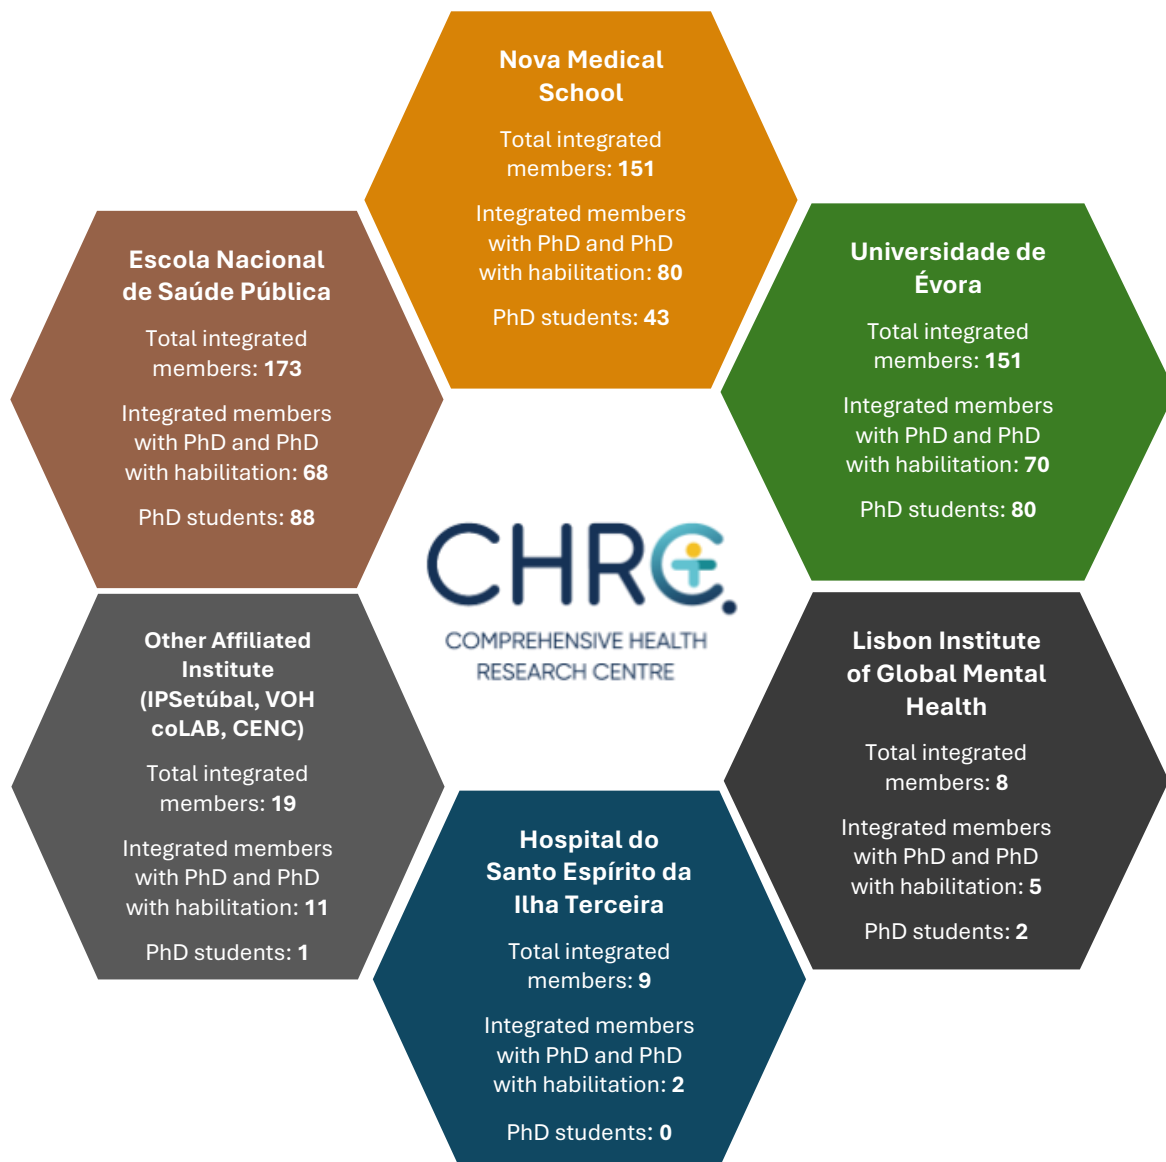 Nova Medical
School
Total integrated
members: 151
Integrated members
with PhD and PhD
with habilitation: 80
PhD students: 43
Escola Nacional
de Saúde Pública
Total integrated
members: 173
Integrated members
with PhD and PhD
with habilitation: 68
PhD students: 88
Universidade de
Évora
Total integrated
members: 151
Integrated members
with PhD and PhD
with habilitation: 70
PhD students: 80
CHRC.
COMPREHENSIVE HEALTH
RESEARCH CENTRE
Other Affiliated
Institute
(IPSetúbal, VOH
coLAB, CENC)
Total integrated
members: 19
Integrated members
with PhD and PhD
with habilitation: 11
PhD students: 1
Lisbon Institute
of Global Mental
Health
Total integrated
members: 8
Integrated members
with PhD and PhD
with habilitation: 5
PhD students: 2
Hospital do
Santo Espírito da
Ilha Terceira
Total integrated
members: 9
Integrated members
with PhD and PhD
with habilitation: 2
PhD students: 0